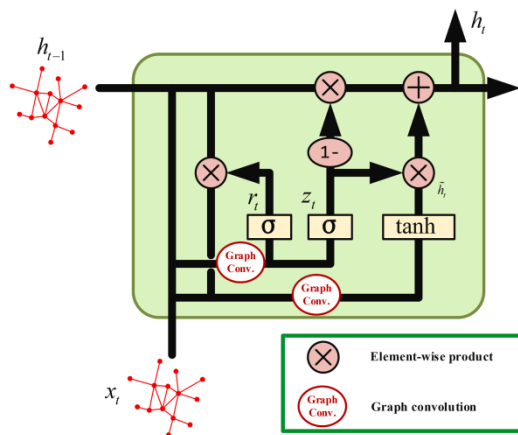 h_t
h_{t-1}
×
+
1-
×
×
r_t
z_t
h̃_t
σ
σ
tanh
Graph
Conv.
Graph
Conv.
x_t
×
Element-wise product
Graph
Conv.
Graph convolution